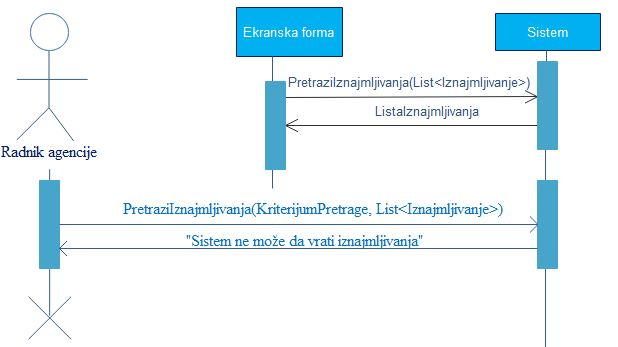 Ekranska forma
Sistem
PretraziIznajmljivanja(List<Iznajmljivanje>)
ListaIznajmljivanja
Radnik agencije
PretraziIznajmljivanja(KriterijumPretrage, List<Iznajmljivanje>)
"Sistem ne može da vrati iznajmljivanja"